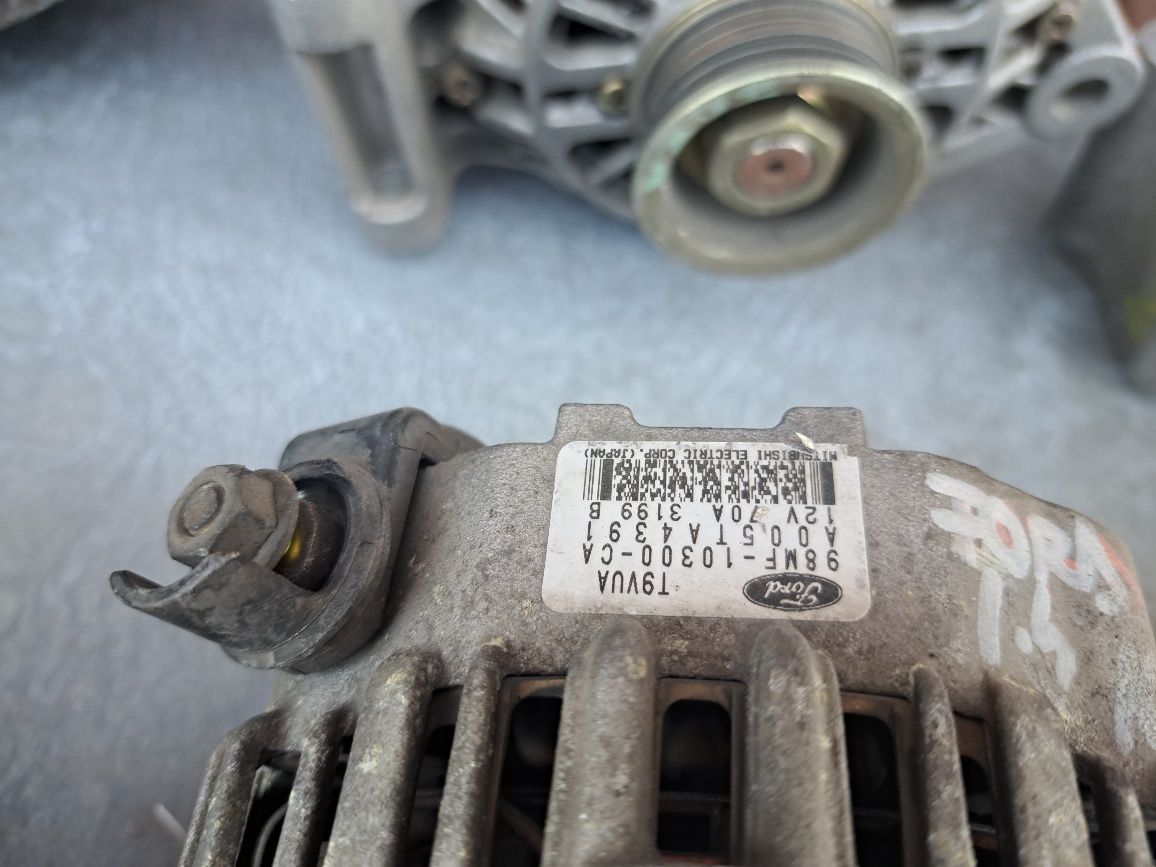 Ford T9VUA
98MF-10300-CA
A005TA4391
12V 70A 3199 B
MITSUBISHI ELECTRIC CORP.(JAPAN)